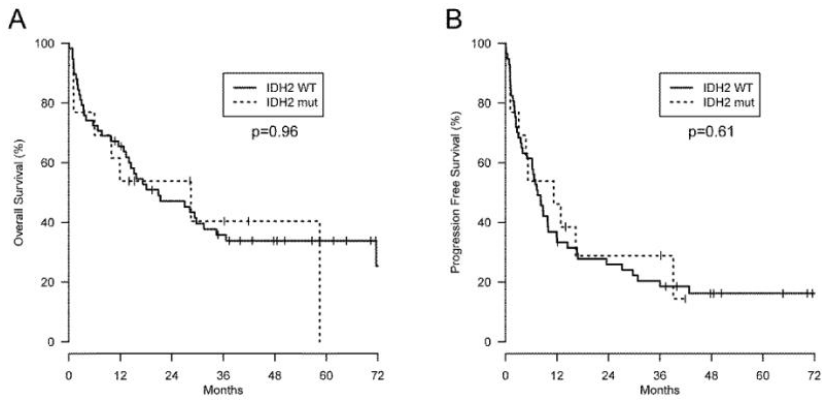 A
Overall Survival (%)
100
80
60
40
20
0
IDH2 WT
IDH2 mut
p=0.96
0 12 24 36 48 60 72
Months
B
Progression Free Survival (%)
100
80
60
40
20
0
IDH2 WT
IDH2 mut
p=0.61
0 12 24 36 48 60 72
Months